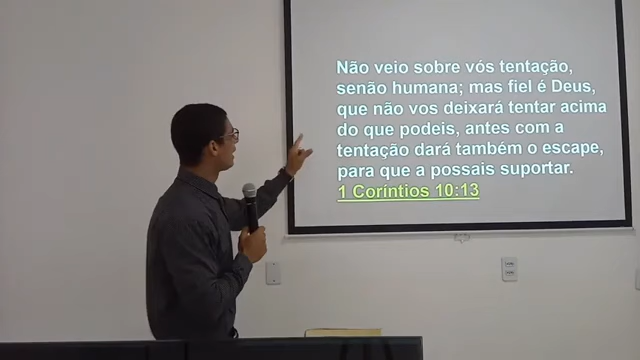 Não veio sobre vós tentação,
senão humana; mas fiel é Deus,
que não vos deixará tentar acima
do que podeis, antes com a
tentação dará também o escape,
para que a possais suportar.
1 Coríntios 10:13